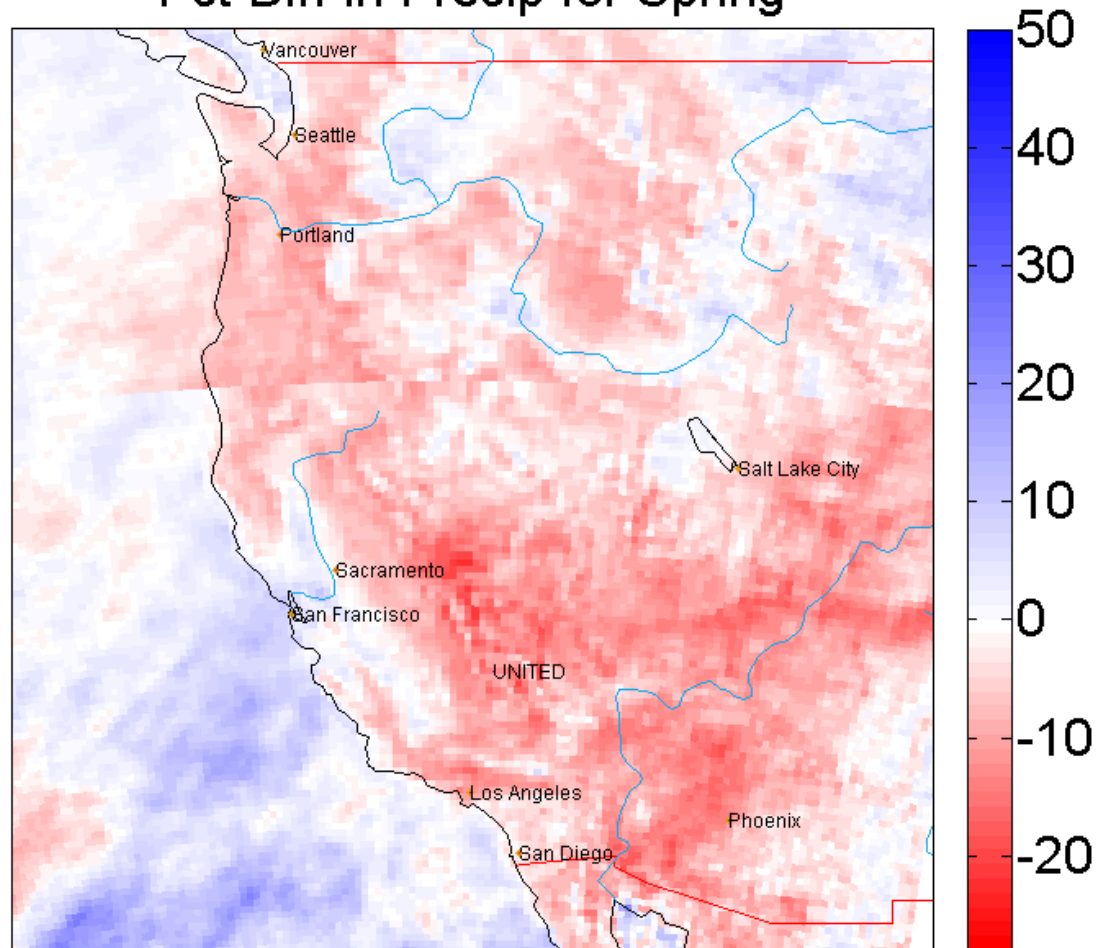 Pct Diff in Precip for Spring
50
Vancouver
Seattle
40
30
Portland
20
Salt Lake City
10
Sacramento
San Francisco
0
UNITED
-10
Los Angeles
Phoenix
San Diego
-20